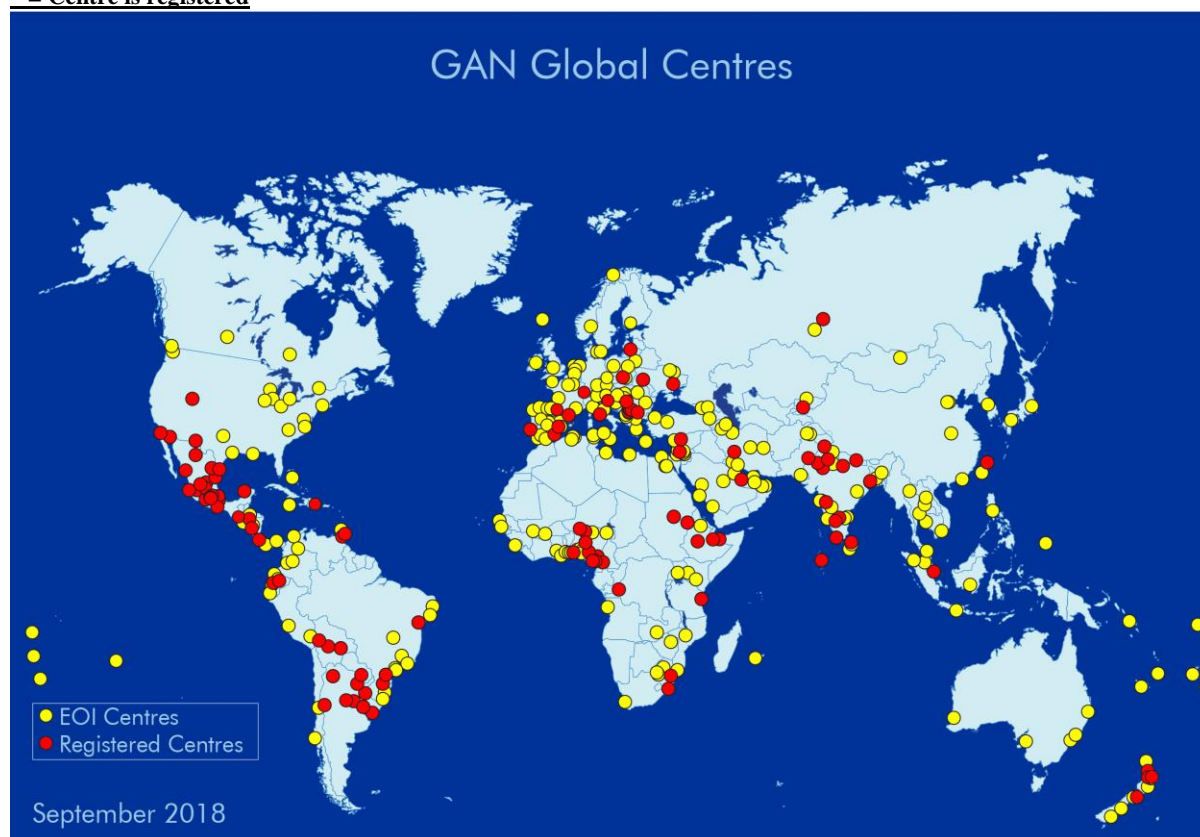 = Centre is registered
GAN Global Centres
EOI Centres
Registered Centres
September 2018